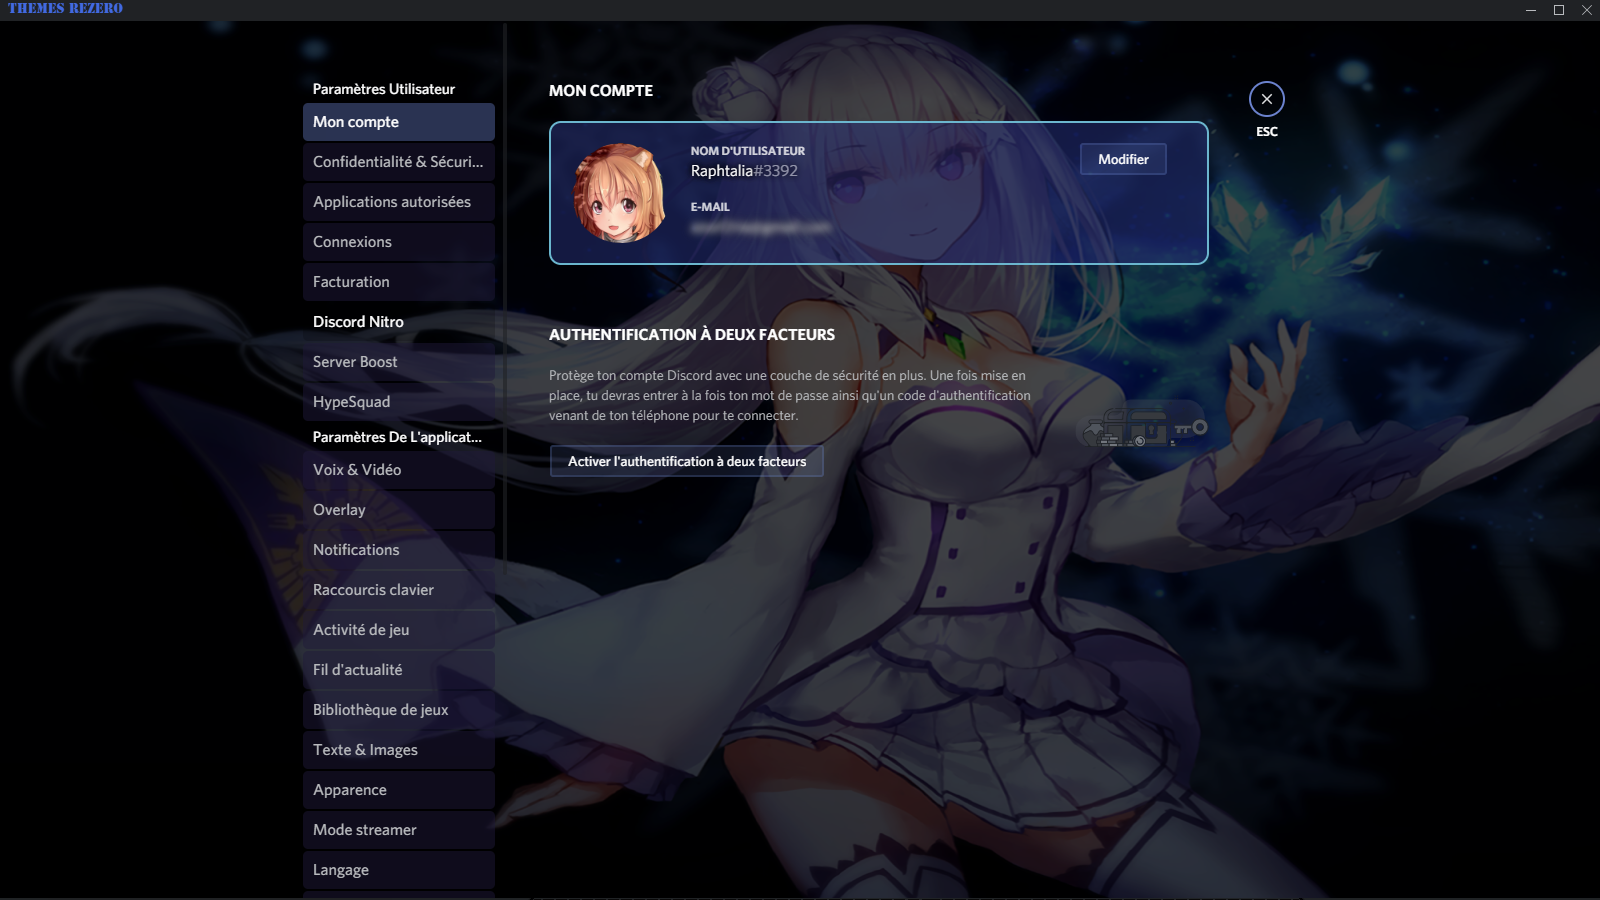 THEMES REZERO
Paramètres Utilisateur
Mon compte
Confidentialité & Sécuri...
Applications autorisées
Connexions
Facturation
Discord Nitro
Server Boost
HypeSquad
Paramètres De L'applicat...
Voix & Vidéo
Overlay
Notifications
Raccourcis clavier
Activité de jeu
Fil d'actualité
Bibliothèque de jeux
Texte & Images
Apparence
Mode streamer
Langage
MON COMPTE
NOM D'UTILISATEUR
Raphtalia#3392
E-MAIL
Modifier
ESC
AUTHENTIFICATION À DEUX FACTEURS
Protège ton compte Discord avec une couche de sécurité en plus. Une fois mise en
place, tu devras entrer à la fois ton mot de passe ainsi qu'un code d'authentification
venant de ton téléphone pour te connecter.
Activer l'authentification à deux facteurs